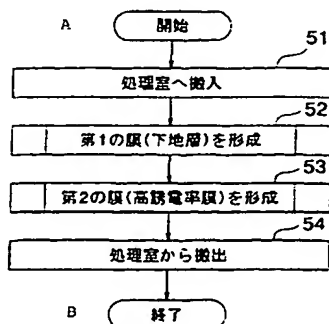 A 開始
51
処理室へ搬入
52
第1の膜(下地層)を形成
53
第2の膜(高誘電率膜)を形成
54
処理室から搬出
B 終了